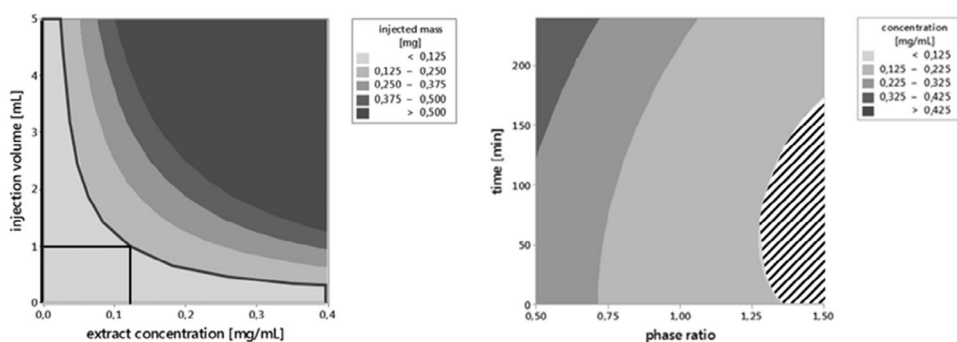 injection volume [mL]
5
4
3
2
1
0
0,0
0,1
0,2
0,3
0,4
extract concentration [mg/mL]
injected mass
[mg]
< 0,125
0,125 – 0,250
0,250 – 0,375
0,375 – 0,500
> 0,500
time [min]
200
150
100
50
0
0,50
0,75
1,00
1,25
1,50
phase ratio
concentration
[mg/mL]
< 0,125
0,125 – 0,225
0,225 – 0,325
0,325 – 0,425
> 0,425